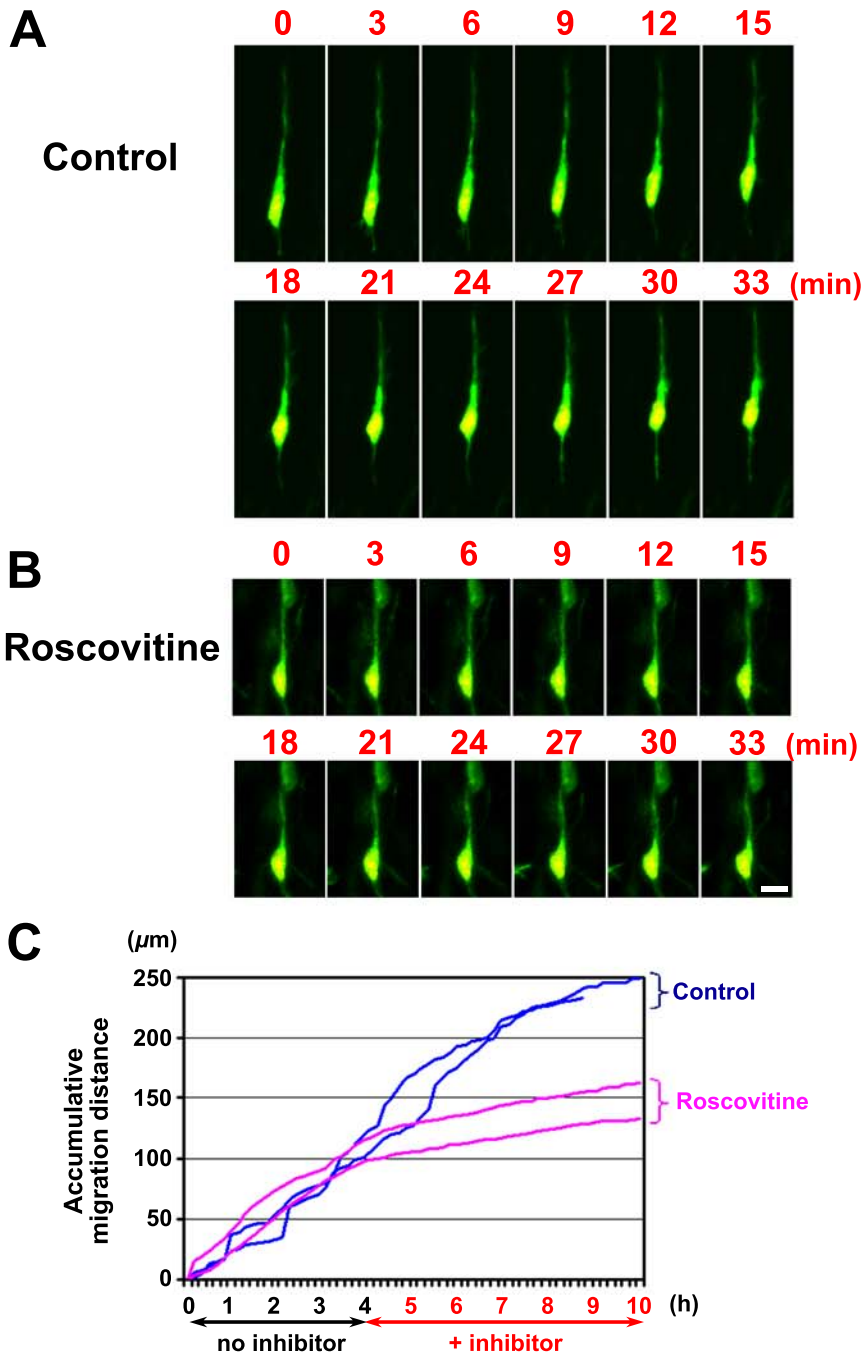 A
0 3 6 9 12 15
Control
18 21 24 27 30 33 (min)
B
0 3 6 9 12 15
Roscovitine
18 21 24 27 30 33 (min)
C
(µm)
Accumulative
migration distance
250
200
150
100
50
0
Control
Roscovitine
0 1 2 3 4 5 6 7 8 9 10 (h)
no inhibitor + inhibitor